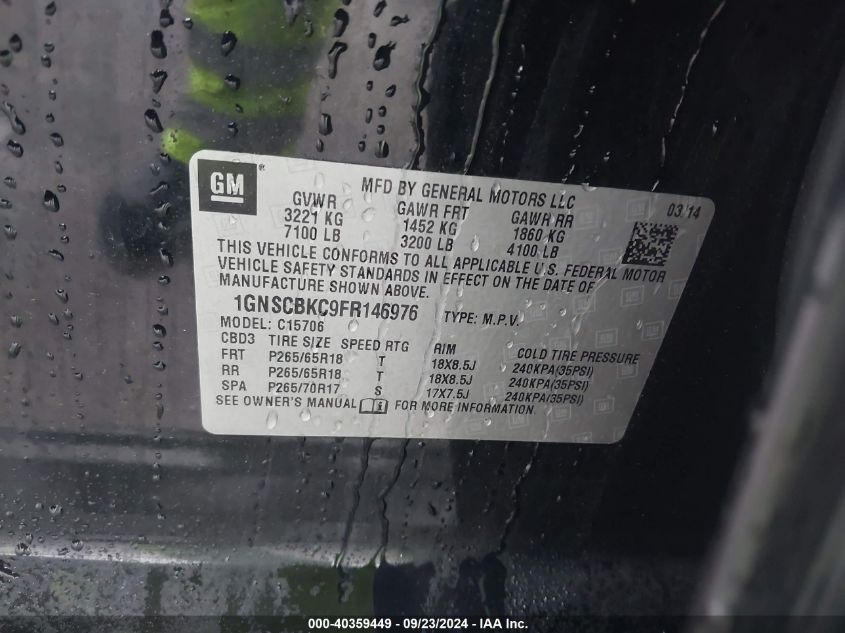 GM
MFD BY GENERAL MOTORS LLC
03/14
GVWR GAWR FRT GAWR RR
3221 KG 1452 KG 1860 KG
7100 LB 3200 LB 4100 LB
THIS VEHICLE CONFORMS TO ALL APPLICABLE U.S. FEDERAL MOTOR
VEHICLE SAFETY STANDARDS IN EFFECT ON THE DATE OF
MANUFACTURE SHOWN ABOVE.
1GNSCBKC9FR146976 TYPE: M.P.V.
MODEL: C15706
CBD3 TIRE SIZE SPEED RTG RIM COLD TIRE PRESSURE
FRT P265/65R18 T 18X8.5J 240KPA(35PSI)
RR P265/65R18 T 18X8.5J 240KPA(35PSI)
SPA P265/70R17 S 17X7.5J 240KPA(35PSI)
SEE OWNER'S MANUAL FOR MORE INFORMATION.
000-40359449 - 09/23/2024 - IAA Inc.